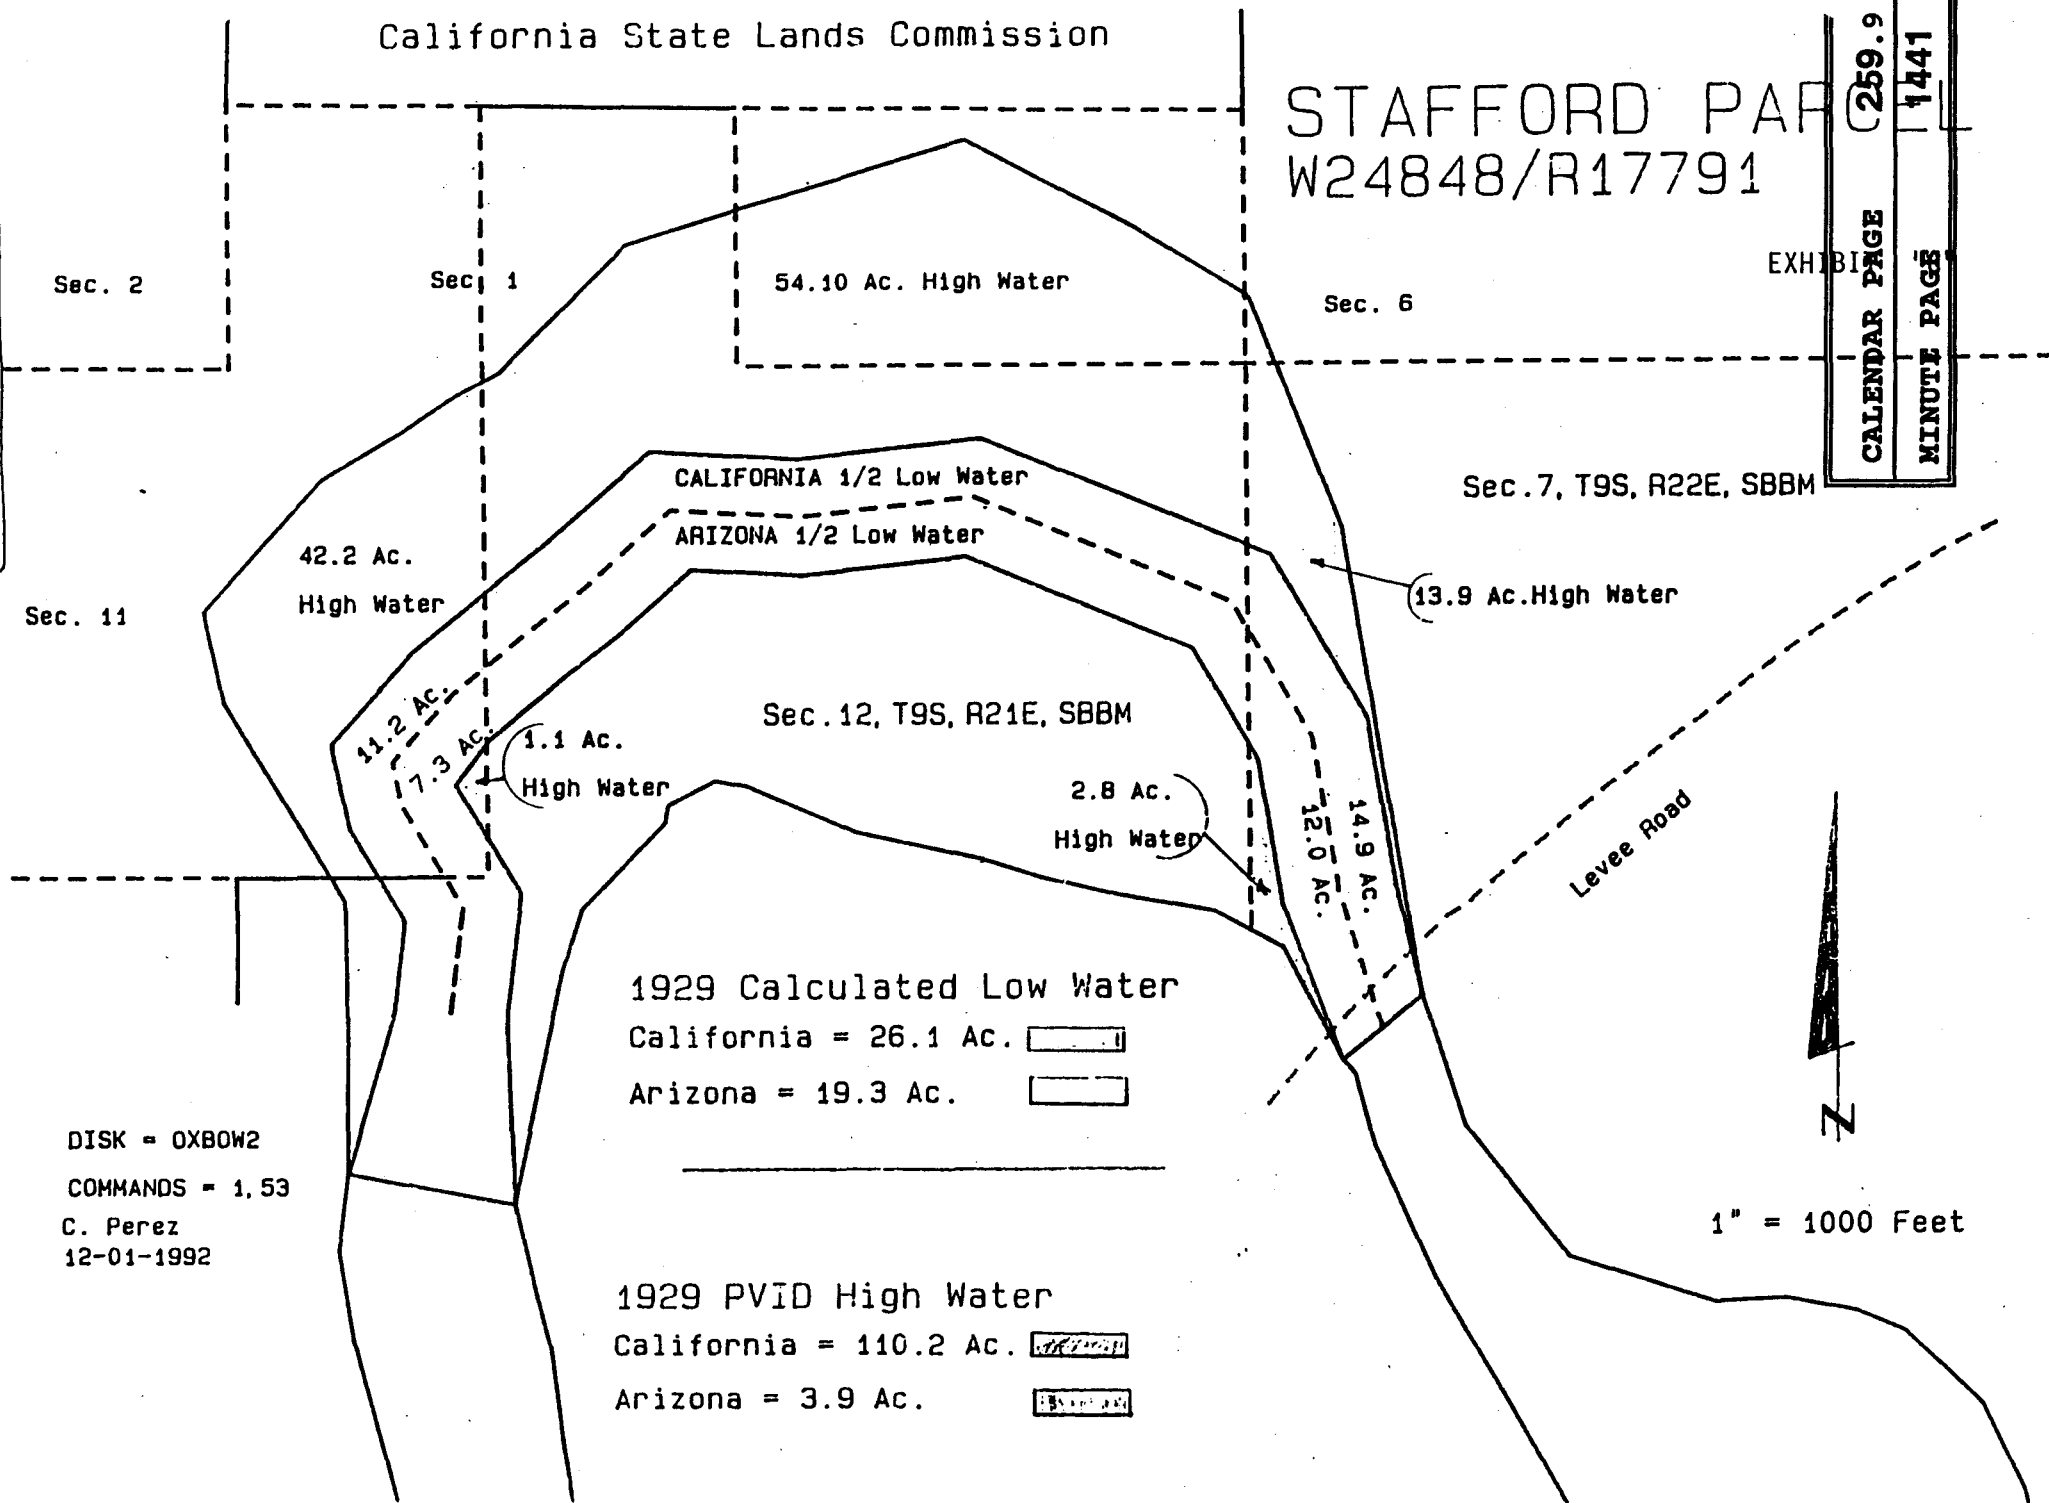 California State Lands Commission
STAFFORD PARCEL
W24848/R17791
CALENDAR PAGE 259.9
MINUTE PAGE 1441
Sec. 2
Sec. 1
54.10 Ac. High Water
Sec. 6
CALIFORNIA 1/2 Low Water
ARIZONA 1/2 Low Water
Sec.7, T9S, R22E, SBBM
42.2 Ac.
High Water
13.9 Ac.High Water
Sec. 11
11.2 Ac.
7.3 Ac.
1.1 Ac.
High Water
Sec.12, T9S, R21E, SBBM
2.8 Ac.
High Water
14.9 Ac.
12.0 Ac.
Levee Road
1929 Calculated Low Water
California = 26.1 Ac.
Arizona = 19.3 Ac.
N
DISK = OXBOW2
COMMANDS = 1,53
C. Perez
12-01-1992
1" = 1000 Feet
1929 PVID High Water
California = 110.2 Ac.
Arizona = 3.9 Ac.